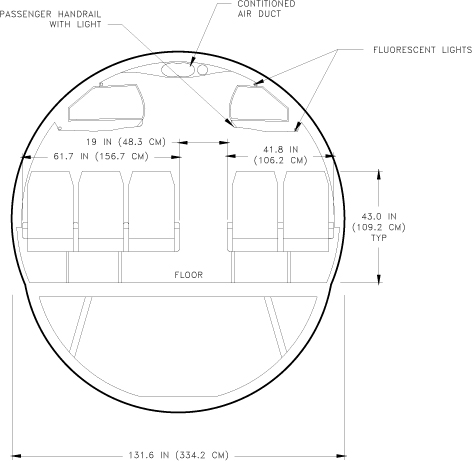 CONTITIONED
AIR DUCT
PASSENGER HANDRAIL
WITH LIGHT
FLUORESCENT LIGHTS
19 IN (48.3 CM)
61.7 IN (156.7 CM)
41.8 IN
(106.2 CM)
43.0 IN
(109.2 CM)
TYP
FLOOR
131.6 IN (334.2 CM)